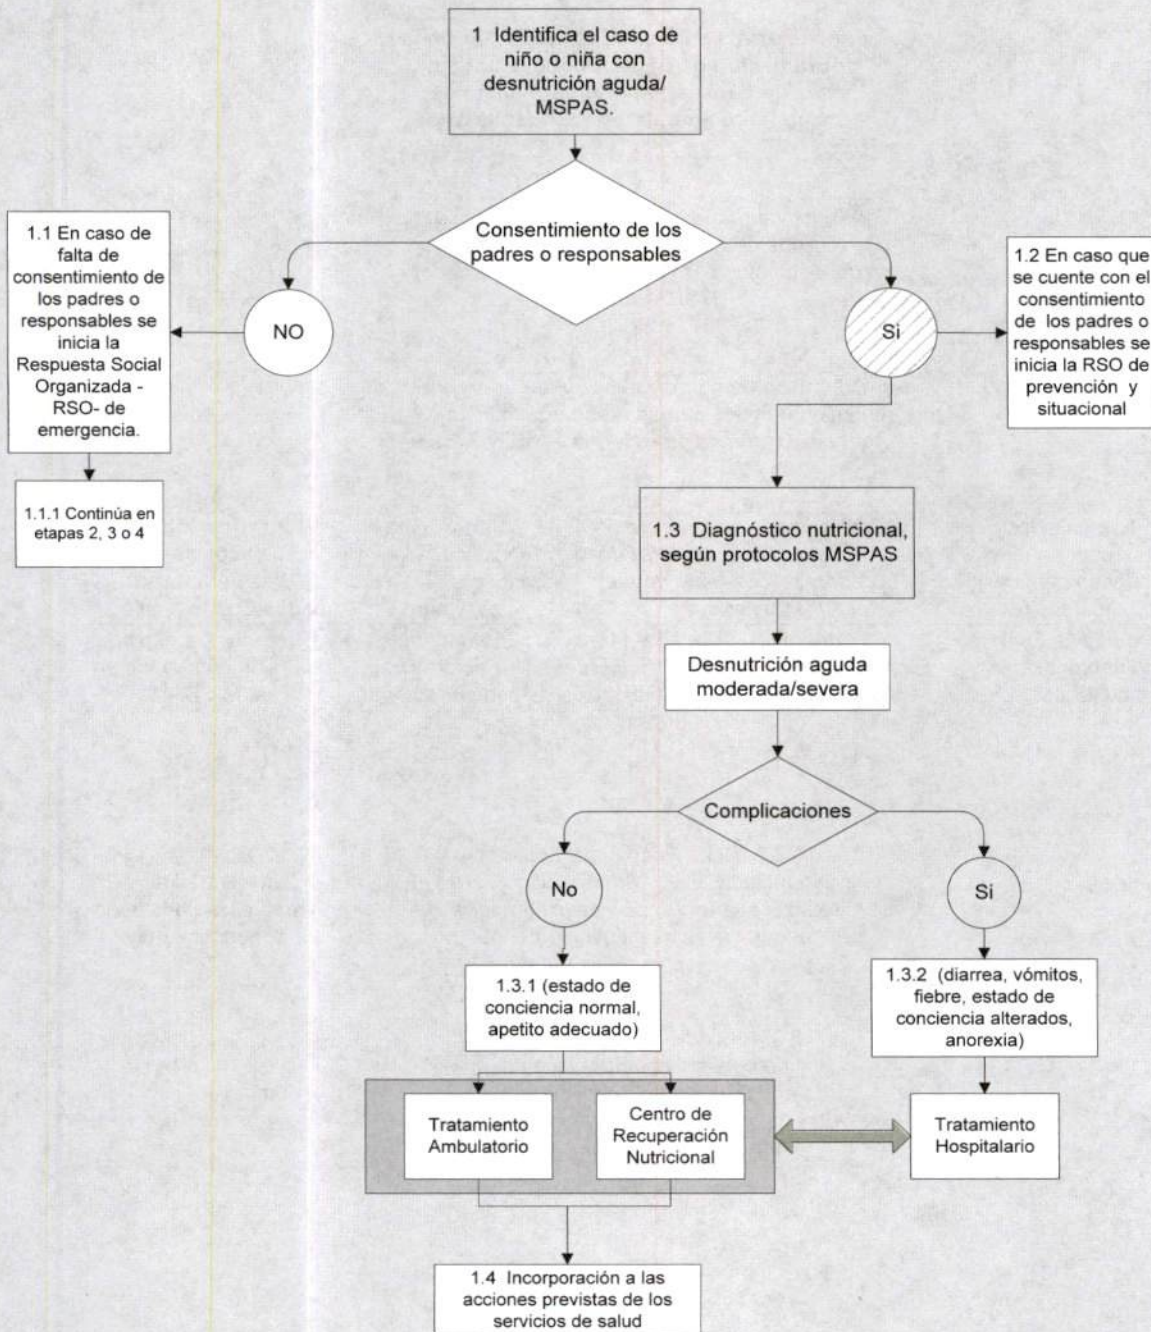 1 Identifica el caso de
niño o niña con
desnutrición aguda/
MSPAS.
Consentimiento de los
padres o responsables
NO
Si
1.1 En caso de
falta de
consentimiento de
los padres o
responsables se
inicia la
Respuesta Social
Organizada -
RSO- de
emergencia.
1.1.1 Continúa en
etapas 2, 3 o 4
1.2 En caso que
se cuente con el
consentimiento
de los padres o
responsables se
inicia la RSO de
prevención y
situacional
1.3 Diagnóstico nutricional,
según protocolos MSPAS
Desnutrición aguda
moderada/severa
Complicaciones
No
Si
1.3.1 (estado de
conciencia normal,
apetito adecuado)
1.3.2 (diarrea, vómitos,
fiebre, estado de
conciencia alterados,
anorexia)
Tratamiento
Ambulatorio
Centro de
Recuperación
Nutricional
Tratamiento
Hospitalario
1.4 Incorporación a las
acciones previstas de los
servicios de salud